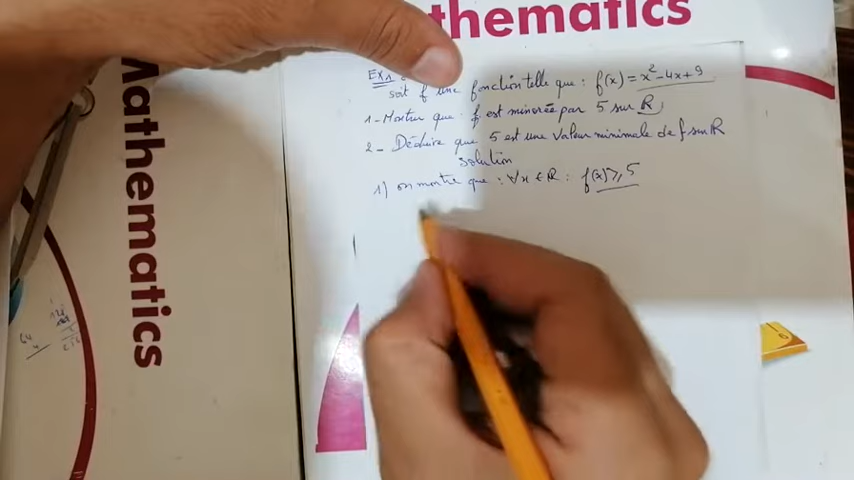 Mathematics
Mathematics
Ex1
soit f une fonction telle que : f(x) = x²-4x+9
1-Montrer que : f est minorée par 5 sur ℝ
2- Déduire que 5 est une valeur minimale de f sur ℝ
solution
1) on montre que : ∀x ∈ ℝ : f(x) ⩾ 5